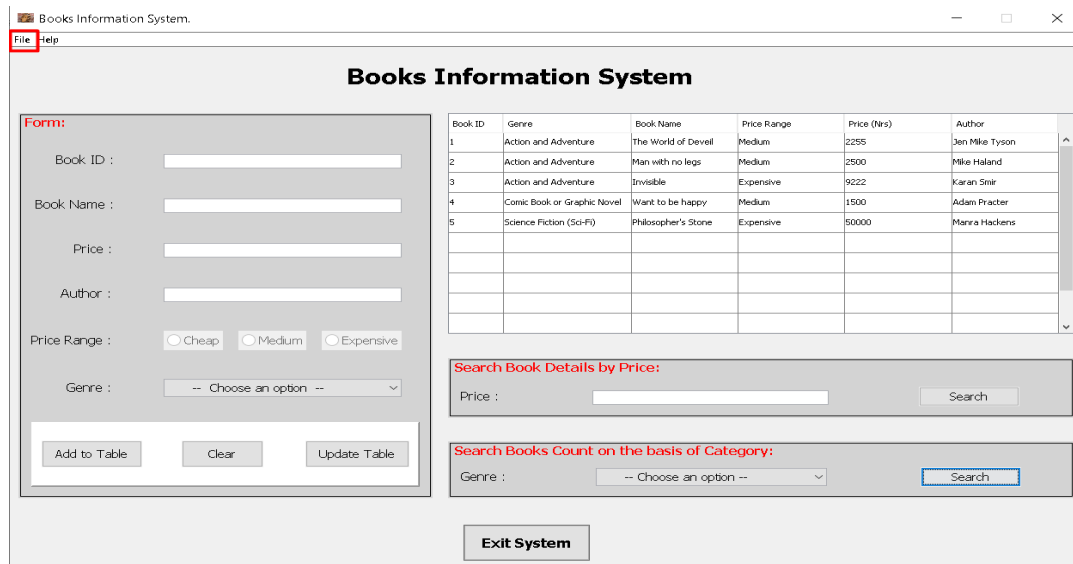 Books Information System.
File Help
Books Information System
Form:
Book ID :
Book Name :
Price :
Author :
Price Range :
Cheap Medium Expensive
Genre :
-- Choose an option --
Add to Table Clear Update Table
Book ID Genre Book Name Price Range Price (Nrs) Author
1 Action and Adventure The World of Deveil Medium 2255 Jen Mike Tyson
2 Action and Adventure Man with no legs Medium 2500 Mike Haland
3 Action and Adventure Invisible Expensive 9222 Karan Smir
4 Comic Book or Graphic Novel Want to be happy Medium 1500 Adam Practer
5 Science Fiction (Sci-Fi) Philosopher's Stone Expensive 50000 Manra Hackens
Search Book Details by Price:
Price : Search
Search Books Count on the basis of Category:
Genre : -- Choose an option -- Search
Exit System